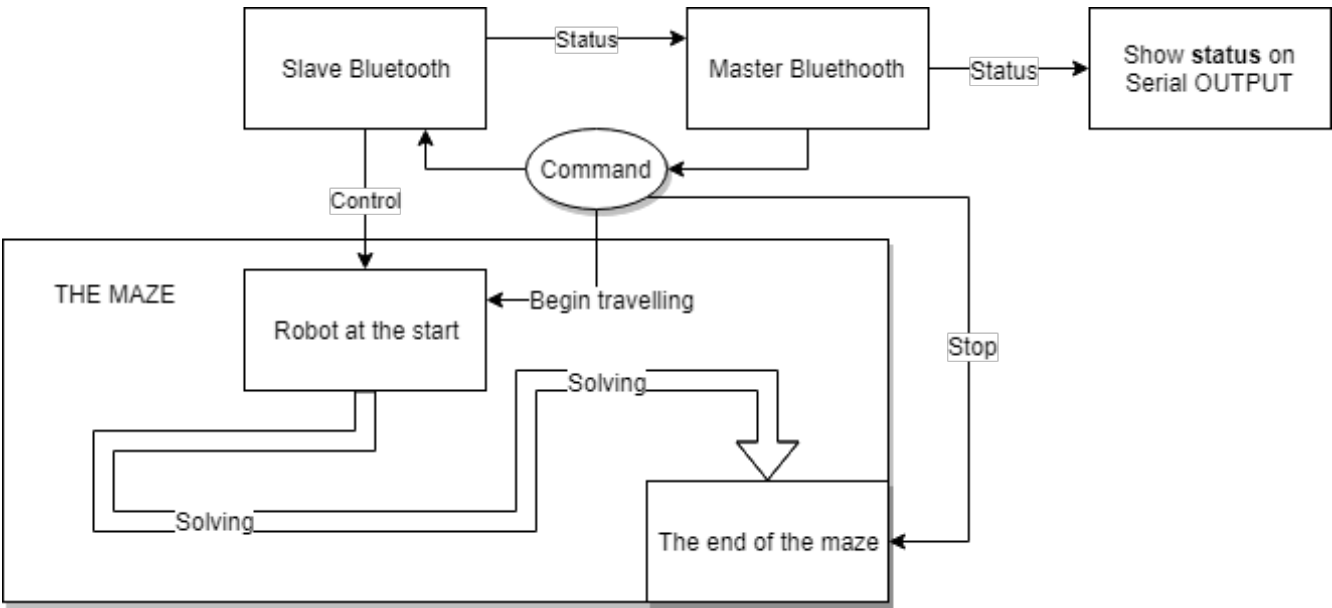 Slave Bluetooth
Status
Master Bluethooth
Status
Show status on
Serial OUTPUT
Command
Control
THE MAZE
Begin travelling
Robot at the start
Stop
Solving
Solving
The end of the maze